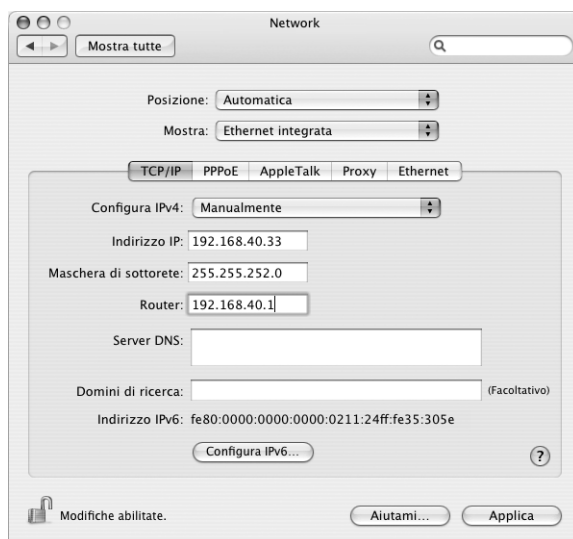 Network
Mostra tutte
Posizione: Automatica
Mostra: Ethernet integrata
TCP/IP PPPoE AppleTalk Proxy Ethernet
Configura IPv4: Manualmente
Indirizzo IP: 192.168.40.33
Maschera di sottorete: 255.255.252.0
Router: 192.168.40.1
Server DNS:
Domini di ricerca: (Facoltativo)
Indirizzo IPv6: fe80:0000:0000:0000:0211:24ff:fe35:305e
Configura IPv6... ?
Modifiche abilitate. Aiutami... Applica